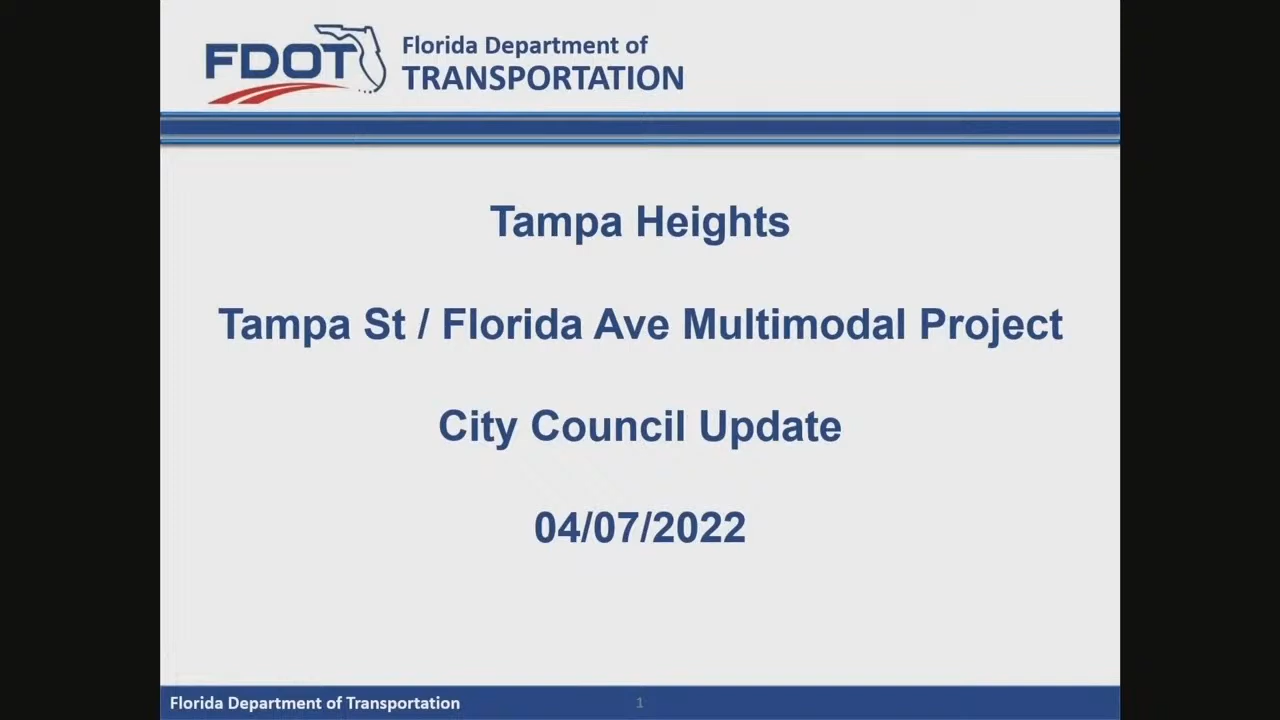 FDOT
Florida Department of
TRANSPORTATION
Tampa Heights
Tampa St / Florida Ave Multimodal Project
City Council Update
04/07/2022
Florida Department of Transportation
1